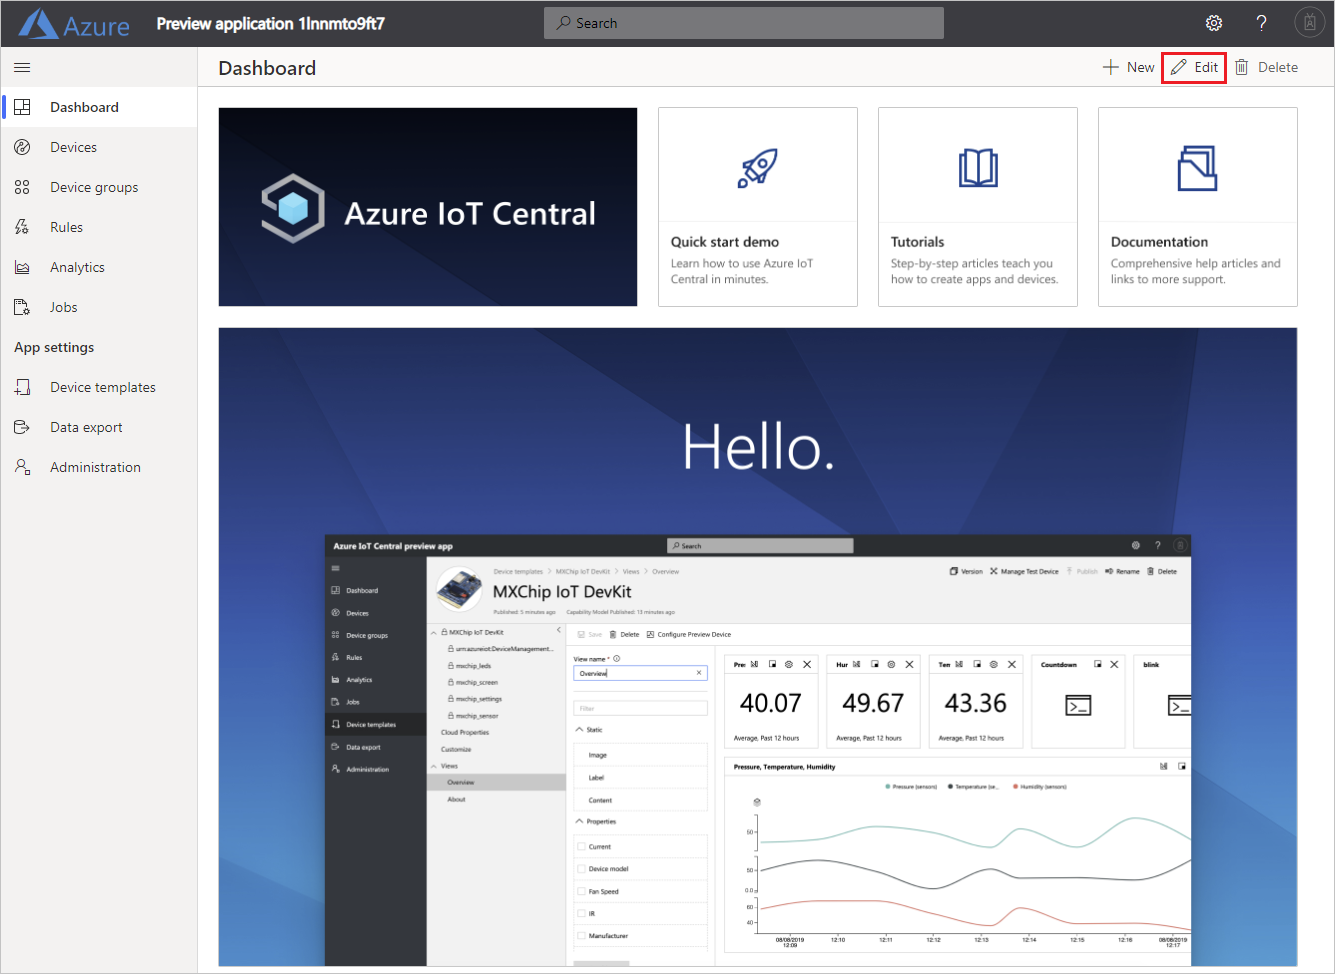 Azure
Preview application 1lnnmto9ft7
Search
?
Dashboard
New
Edit
Delete
Dashboard
Devices
Device groups
Rules
Analytics
Jobs
App settings
Device templates
Data export
Administration
Azure IoT Central
Quick start demo
Learn how to use Azure IoT
Central in minutes.
Tutorials
Step-by-step articles teach you
how to create apps and devices.
Documentation
Comprehensive help articles and
links to more support.
Hello.
Azure IoT Central preview app
Search
?
Dashboard
Devices
Device groups
Rules
Analytics
Jobs
Device templates
Data export
Administration
Device templates > MXChip IoT DevKit > Views > Overview
MXChip IoT DevKit
Published: 5 minutes ago Capability Model Published: 13 minutes ago
Version Manage Test Device Publish Rename Delete
MXChip IoT DevKit
urn:azureiot:DeviceManagement...
mxchip_leds
mxchip_screen
mxchip_settings
mxchip_sensor
Cloud Properties
Customize
Views
Overview
About
Save Delete Configure Preview Device
View name *
Overview
Filter
Static
Image
Label
Content
Properties
Current
Device model
Fan Speed
IR
Manufacturer
Pre:
40.07
Average, Past 12 hours
Hur
49.67
Average, Past 12 hours
Ten
43.36
Average, Past 12 hours
Countdown
blink
Pressure, Temperature, Humidity
Pressure (sensors) Temperature (se... Humidity (sensors)
50
50
0.0
60
40
08/08/2019 12:10 12:11 12:12 12:13 12:14 12:15 12:16 08/08/2019
12:09 12:17